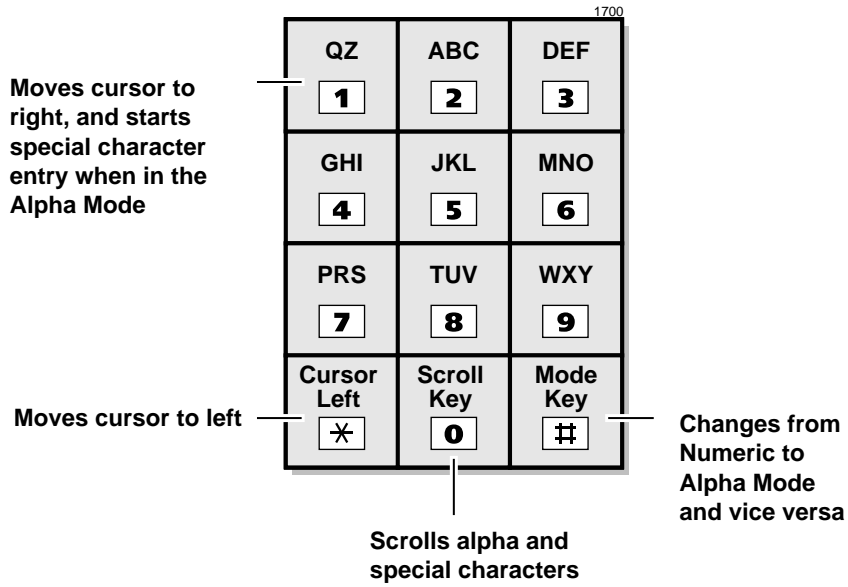 1700
QZ ABC DEF
1 2 3
Moves cursor to
right, and starts
special character
entry when in the
Alpha Mode
GHI JKL MNO
4 5 6
PRS TUV WXY
7 8 9
Cursor Left
Scroll Key
Mode Key
* 0 #
Moves cursor to left
Changes from
Numeric to
Alpha Mode
and vice versa
Scrolls alpha and
special characters